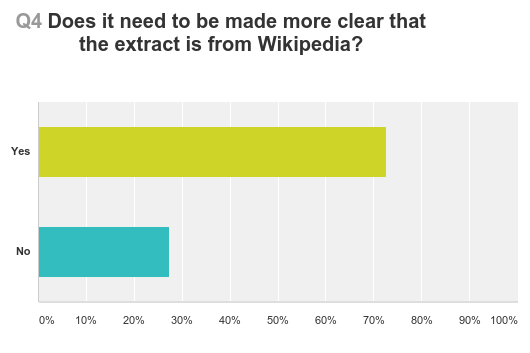 Q4 Does it need to be made more clear that
the extract is from Wikipedia?
Yes
No
0% 10% 20% 30% 40% 50% 60% 70% 80% 90% 100%